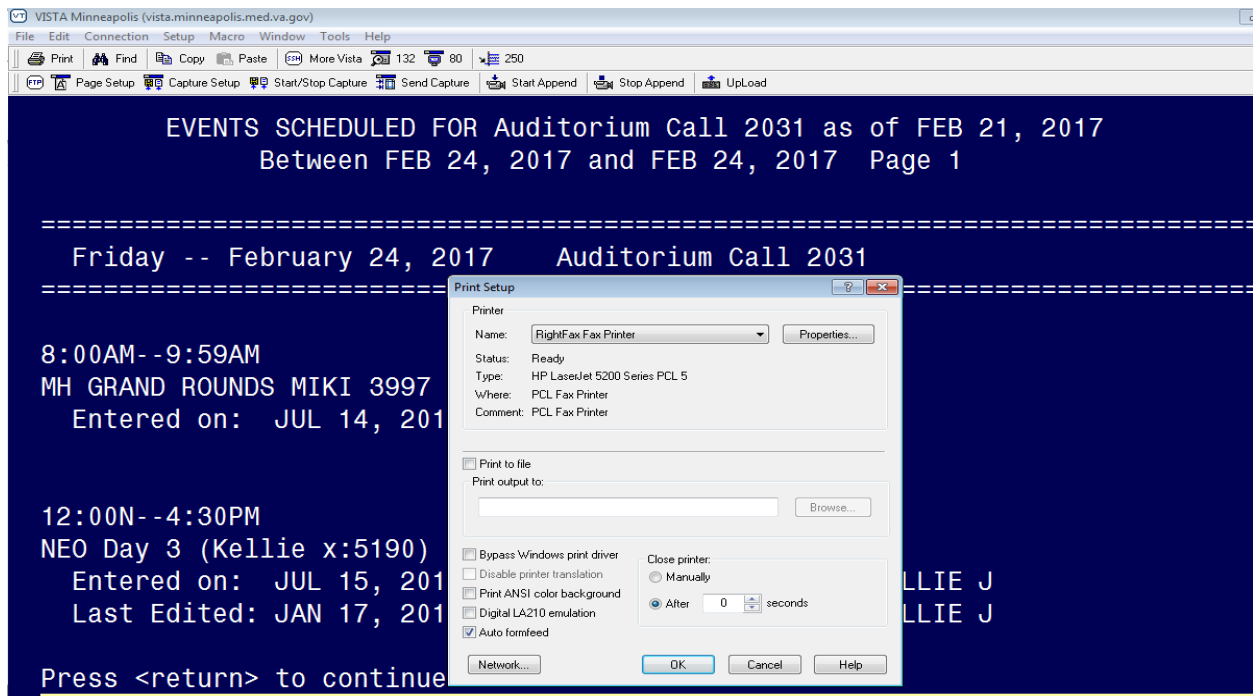 VISTA Minneapolis (vista.minneapolis.med.va.gov)
File Edit Connection Setup Macro Window Tools Help
Print Find Copy Paste SSH More Vista 132 80 250
FTP Page Setup Capture Setup Start/Stop Capture Send Capture Start Append Stop Append UpLoad
EVENTS SCHEDULED FOR Auditorium Call 2031 as of FEB 21, 2017
Between FEB 24, 2017 and FEB 24, 2017 Page 1
================================================================================
Friday -- February 24, 2017 Auditorium Call 2031
================================================================================
8:00AM--9:59AM
MH GRAND ROUNDS MIKI 3997
Entered on: JUL 14, 201
12:00N--4:30PM
NEO Day 3 (Kellie x:5190)
Entered on: JUL 15, 201 LLIE J
Last Edited: JAN 17, 201 LLIE J
Press <return> to continue
Print Setup
Printer
Name: RightFax Fax Printer Properties...
Status: Ready
Type: HP LaserJet 5200 Series PCL 5
Where: PCL Fax Printer
Comment: PCL Fax Printer
Print to file
Print output to:
Browse...
Bypass Windows print driver
Disable printer translation
Print ANSI color background
Digital LA210 emulation
Auto formfeed
Close printer:
Manually
After 0 seconds
Network... OK Cancel Help